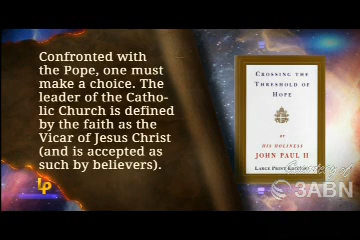 Confronted with
the Pope, one must
make a choice. The
leader of the Catho-
lic Church is defined
by the faith as the
Vicar of Jesus Christ
(and is accepted as
such by believers).
CROSSING THE
THRESHOLD OF
HOPE
BY
HIS HOLINESS
JOHN PAUL II
LARGE PRINT EDITION
LP
3ABN